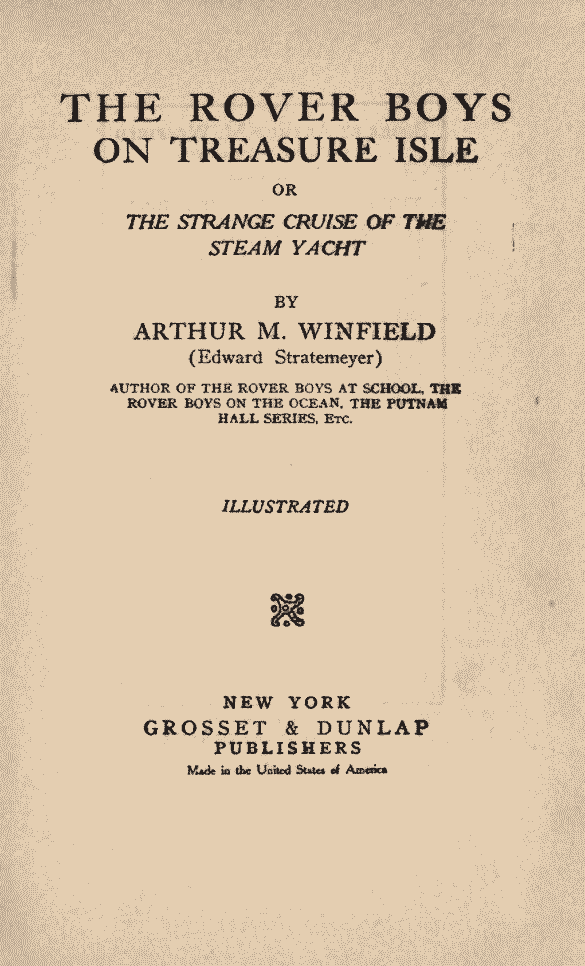 THE ROVER BOYS
ON TREASURE ISLE
OR
THE STRANGE CRUISE OF THE
STEAM YACHT
BY
ARTHUR M. WINFIELD
(Edward Stratemeyer)
AUTHOR OF THE ROVER BOYS AT SCHOOL, THE
ROVER BOYS ON THE OCEAN, THE PUTNAM
HALL SERIES, ETC.
ILLUSTRATED
NEW YORK
GROSSET & DUNLAP
PUBLISHERS
Made in the United States of America